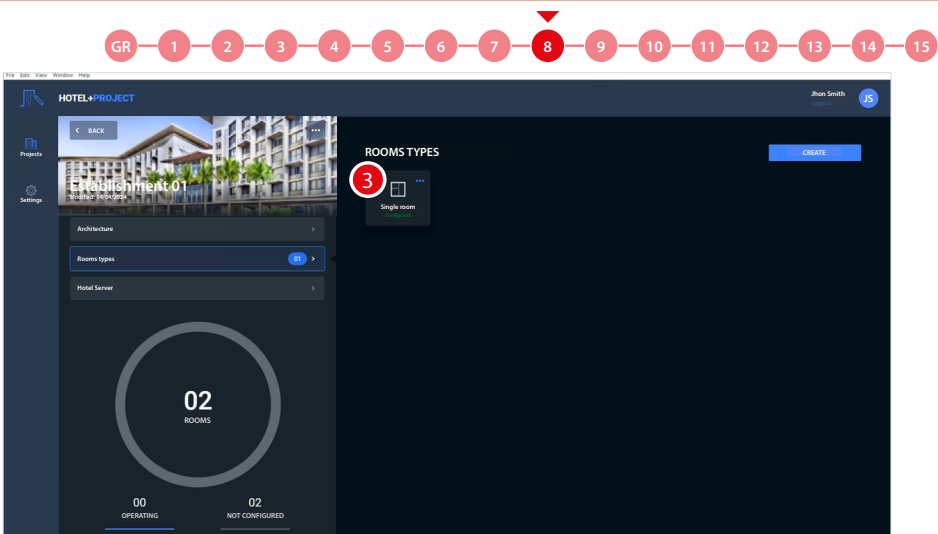 GR 1 2 3 4 5 6 7 8 9 10 11 12 13 14 15
File Edit View Window Help
HOTEL+PROJECT
Jhon Smith
Logout
JS
Projects
Settings
BACK
Establishment 01
Modified: 14/04/2024
Architecture
Rooms types 01
Hotel Server
02
ROOMS
00
OPERATING
02
NOT CONFIGURED
ROOMS TYPES
CREATE
3
Single room
Configured